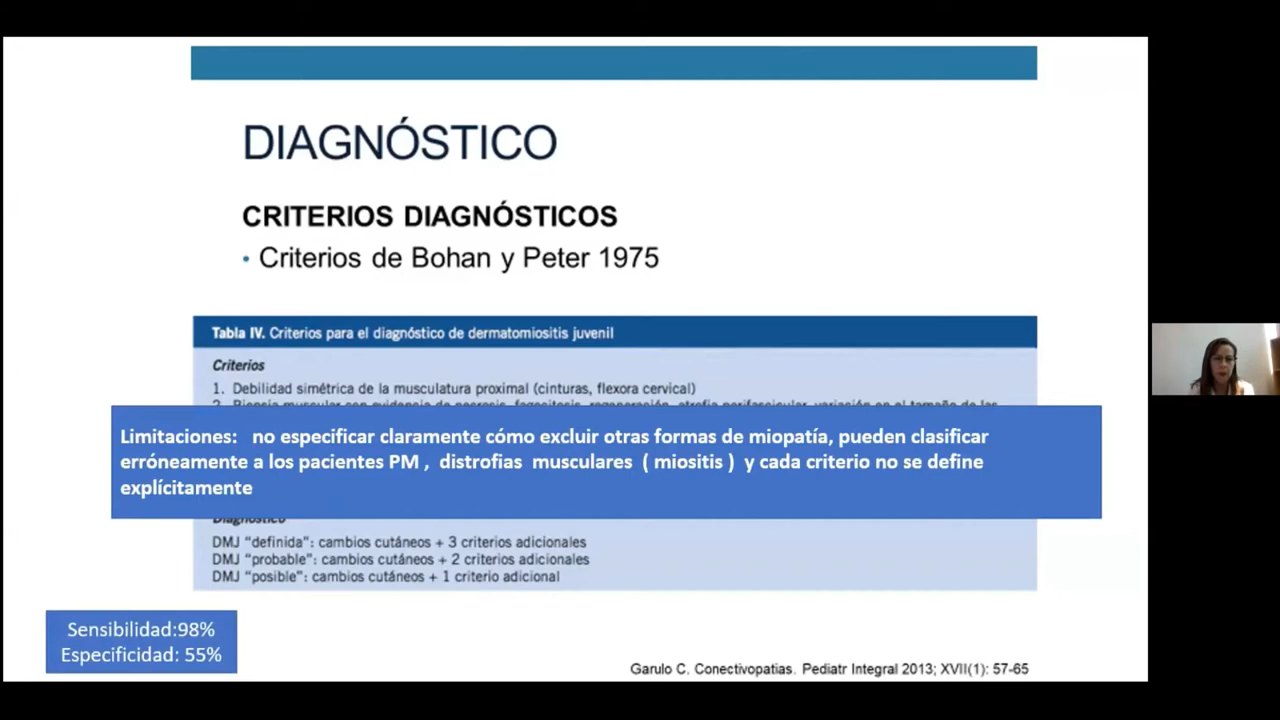 DIAGNÓSTICO
CRITERIOS DIAGNÓSTICOS
• Criterios de Bohan y Peter 1975
Tabla IV. Criterios para el diagnóstico de dermatomiositis juvenil
Criterios
1. Debilidad simétrica de la musculatura proximal (cinturas, flexora cervical)
Limitaciones: no especificar claramente cómo excluir otras formas de miopatía, pueden clasificar
erróneamente a los pacientes PM , distrofias musculares ( miositis ) y cada criterio no se define
explícitamente
Diagnóstico
DMJ “definida”: cambios cutáneos + 3 criterios adicionales
DMJ “probable”: cambios cutáneos + 2 criterios adicionales
DMJ “posible”: cambios cutáneos + 1 criterio adicional
Sensibilidad:98%
Especificidad: 55%
Garulo C. Conectivopatias. Pediatr Integral 2013; XVII(1): 57-65